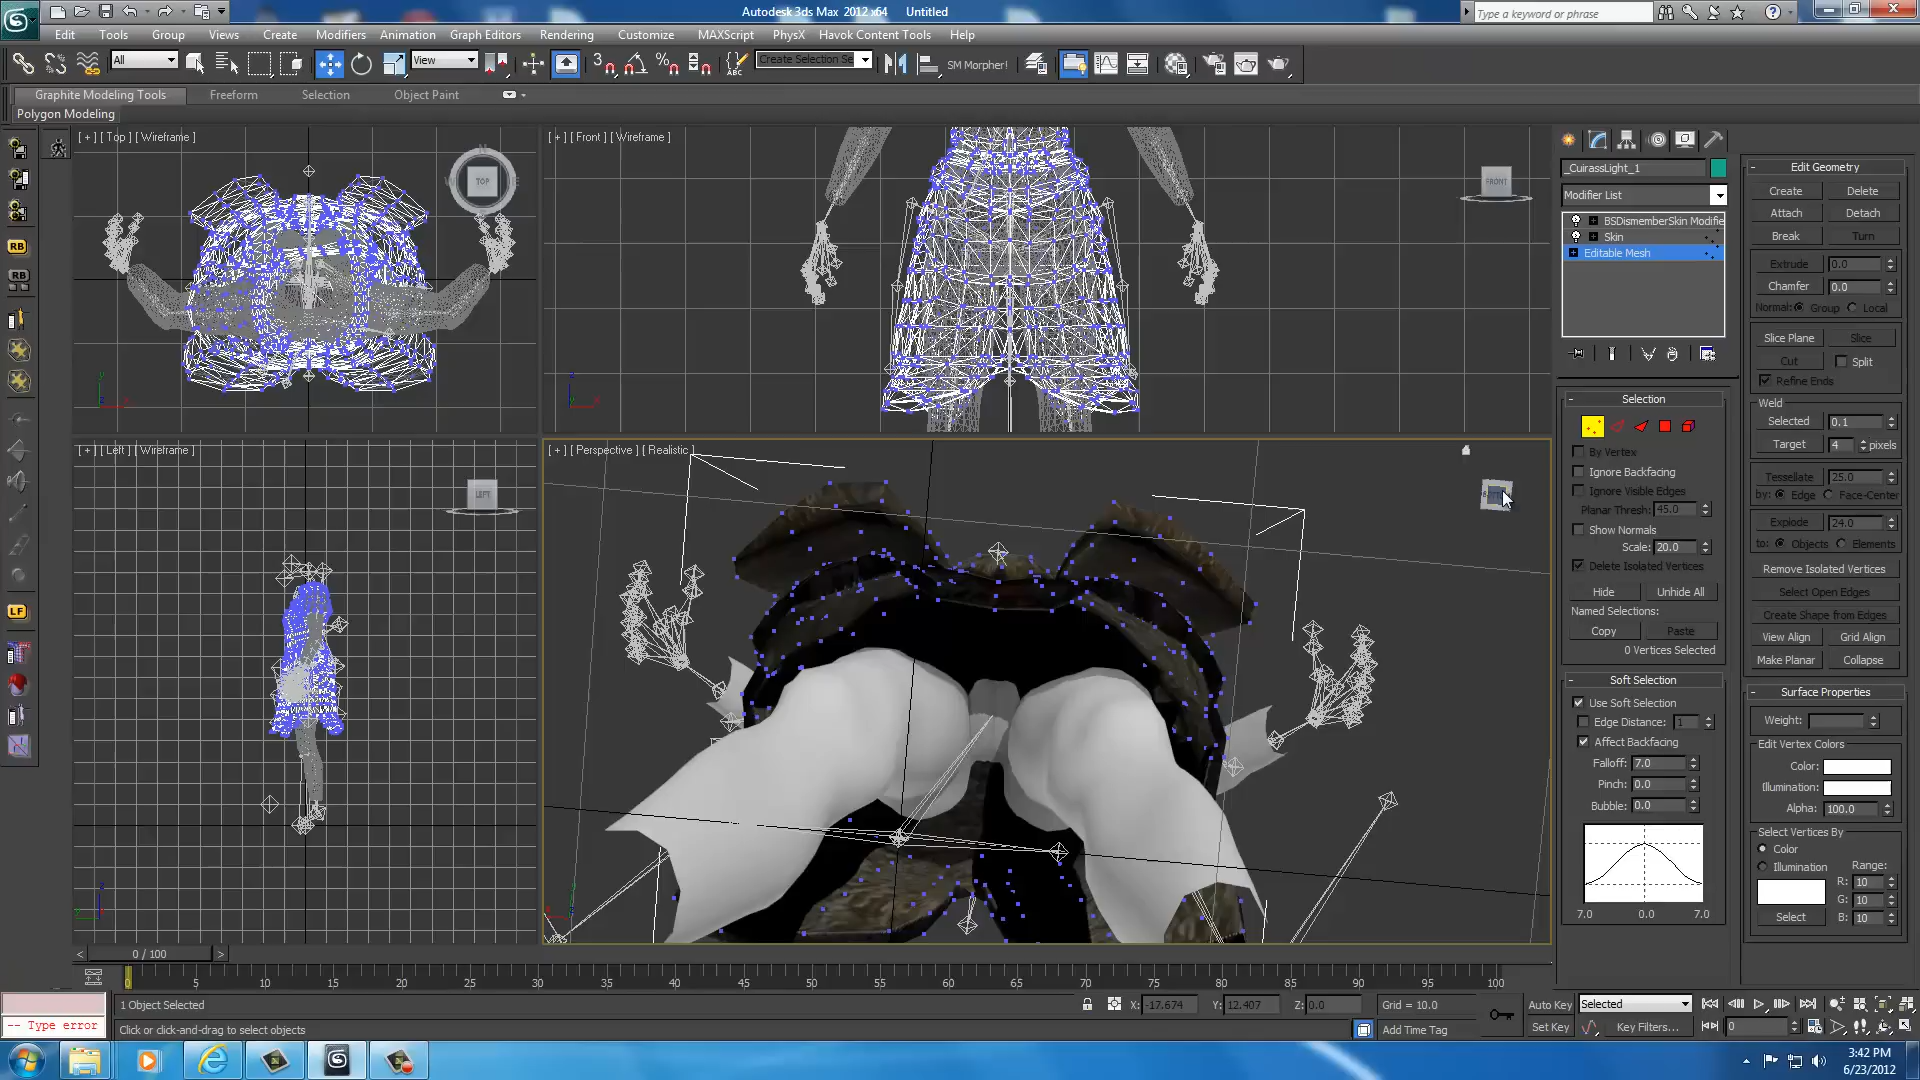 Autodesk 3ds Max 2012 x64 Untitled
Type a keyword or phrase
Edit Tools Group Views Create Modifiers Animation Graph Editors Rendering Customize MAXScript PhysX Havok Content Tools Help
All View Create Selection Se SM Morpher!
Graphite Modeling Tools Freeform Selection Object Paint
Polygon Modeling
[ + ] [ Top ] [ Wireframe ]
[ + ] [ Front ] [ Wireframe ]
TOP
FRONT
[ + ] [ Left ] [ Wireframe ]
[ + ] [ Perspective ] [ Realistic ]
LEFT
RB
RB
LF
_CuirassLight_1
Modifier List
BSDismemberSkin Modifie
Skin
Editable Mesh
Selection
By Vertex
Ignore Backfacing
Ignore Visible Edges
Planar Thresh: 45.0
Show Normals
Scale: 20.0
Delete Isolated Vertices
Hide Unhide All
Named Selections:
Copy Paste
0 Vertices Selected
Soft Selection
Use Soft Selection
Edge Distance: 1
Affect Backfacing
Falloff: 7.0
Pinch: 0.0
Bubble: 0.0
7.0 0.0 7.0
Edit Geometry
Create Delete
Attach Detach
Break Turn
Extrude 0.0
Chamfer 0.0
Normal: Group Local
Slice Plane Slice
Cut Split
Refine Ends
Weld
Selected 0.1
Target 4 pixels
Tessellate 25.0
by: Edge Face-Center
Explode 24.0
to: Objects Elements
Remove Isolated Vertices
Select Open Edges
Create Shape from Edges
View Align Grid Align
Make Planar Collapse
Surface Properties
Weight:
Edit Vertex Colors
Color:
Illumination:
Alpha: 100.0
Select Vertices By
Color
Illumination Range:
R: 10
G: 10
Select B: 10
0 / 100
0 5 10 15 20 25 30 35 40 45 50 55 60 65 70 75 80 85 90 95 100
1 Object Selected X: -17.674 Y: 12.407 Z: 0.0 Grid = 10.0 Auto Key Selected
-- Type error Click or click-and-drag to select objects Add Time Tag Set Key Key Filters... 0
3:42 PM
6/23/2012